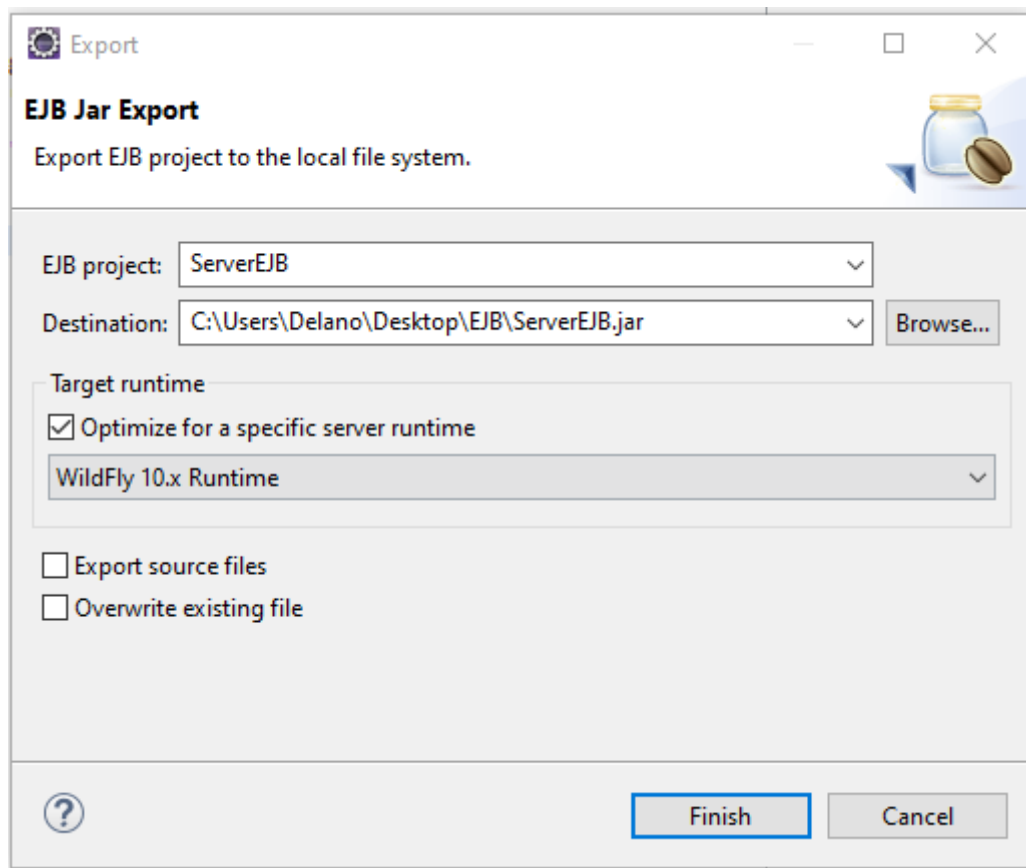 Export
EJB Jar Export
Export EJB project to the local file system.
EJB project: ServerEJB
Destination: C:\Users\Delano\Desktop\EJB\ServerEJB.jar Browse...
Target runtime
Optimize for a specific server runtime
WildFly 10.x Runtime
Export source files
Overwrite existing file
? Finish Cancel